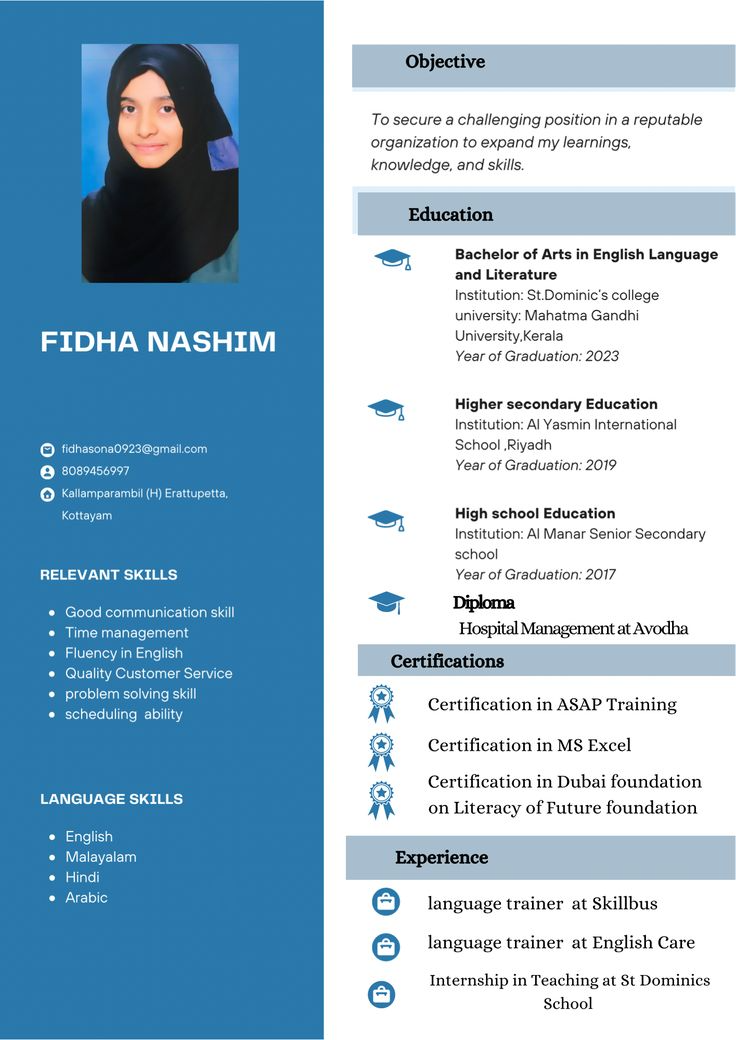 FIDHA NASHIM
fidhasona0923@gmail.com
8089456997
Kallamparambil (H) Erattupetta,
Kottayam
RELEVANT SKILLS
Good communication skill
Time management
Fluency in English
Quality Customer Service
problem solving skill
scheduling ability
LANGUAGE SKILLS
English
Malayalam
Hindi
Arabic
Objective
To secure a challenging position in a reputable
organization to expand my learnings,
knowledge, and skills.
Education
Bachelor of Arts in English Language
and Literature
Institution: St.Dominic's college
university: Mahatma Gandhi
University,Kerala
Year of Graduation: 2023
Higher secondary Education
Institution: Al Yasmin International
School ,Riyadh
Year of Graduation: 2019
High school Education
Institution: Al Manar Senior Secondary
school
Year of Graduation: 2017
Diploma
Hospital Management at Avodha
Certifications
Certification in ASAP Training
Certification in MS Excel
Certification in Dubai foundation
on Literacy of Future foundation
Experience
language trainer at Skillbus
language trainer at English Care
Internship in Teaching at St Dominics
School